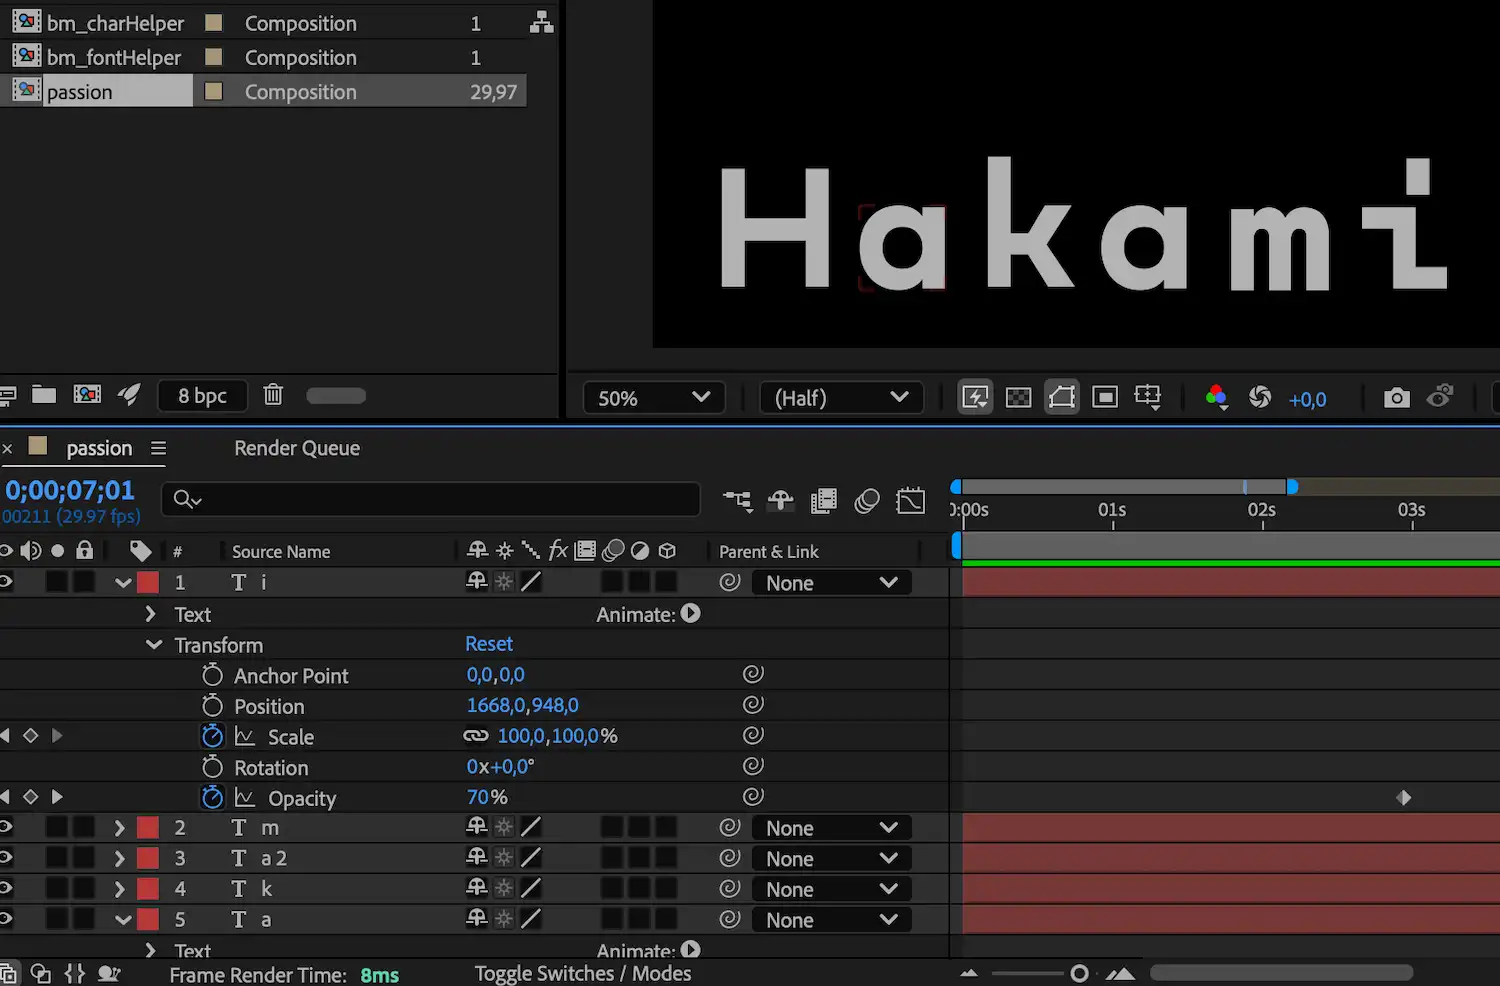 bm_charHelper Composition 1
bm_fontHelper Composition 1
passion Composition 29,97
Hakami
8 bpc
50% (Half) +0,0
× passion Render Queue
0;00;07;01
00211 (29.97 fps)
0:00s 01s 02s 03s
# Source Name fx Parent & Link
1 T i None
Text Animate:
Transform Reset
Anchor Point 0,0,0,0
Position 1668,0,948,0
Scale 100,0,100,0%
Rotation 0x+0,0°
Opacity 70%
2 T m None
3 T a 2 None
4 T k None
5 T a None
Text Animate:
Frame Render Time: 8ms Toggle Switches / Modes